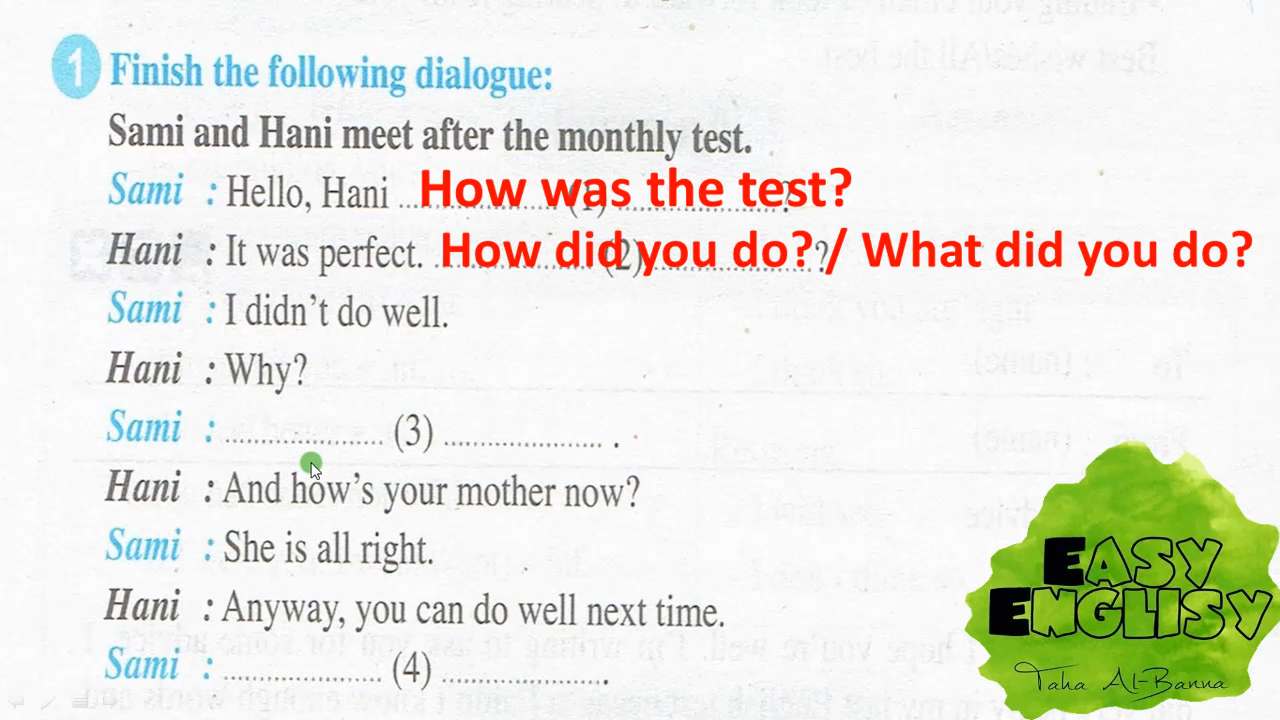 1 Finish the following dialogue:
Sami and Hani meet after the monthly test.
Sami : Hello, Hani .................... (1) ....................?
How was the test?
Hani : It was perfect. .................... (2) ....................?
How did you do?/ What did you do?
Sami : I didn't do well.
Hani : Why?
Sami : .................... (3) .................... .
Hani : And how's your mother now?
Sami : She is all right.
Hani : Anyway, you can do well next time.
Sami : .................... (4) .....................
EASY
ENGLISY
Taha Al-Banna